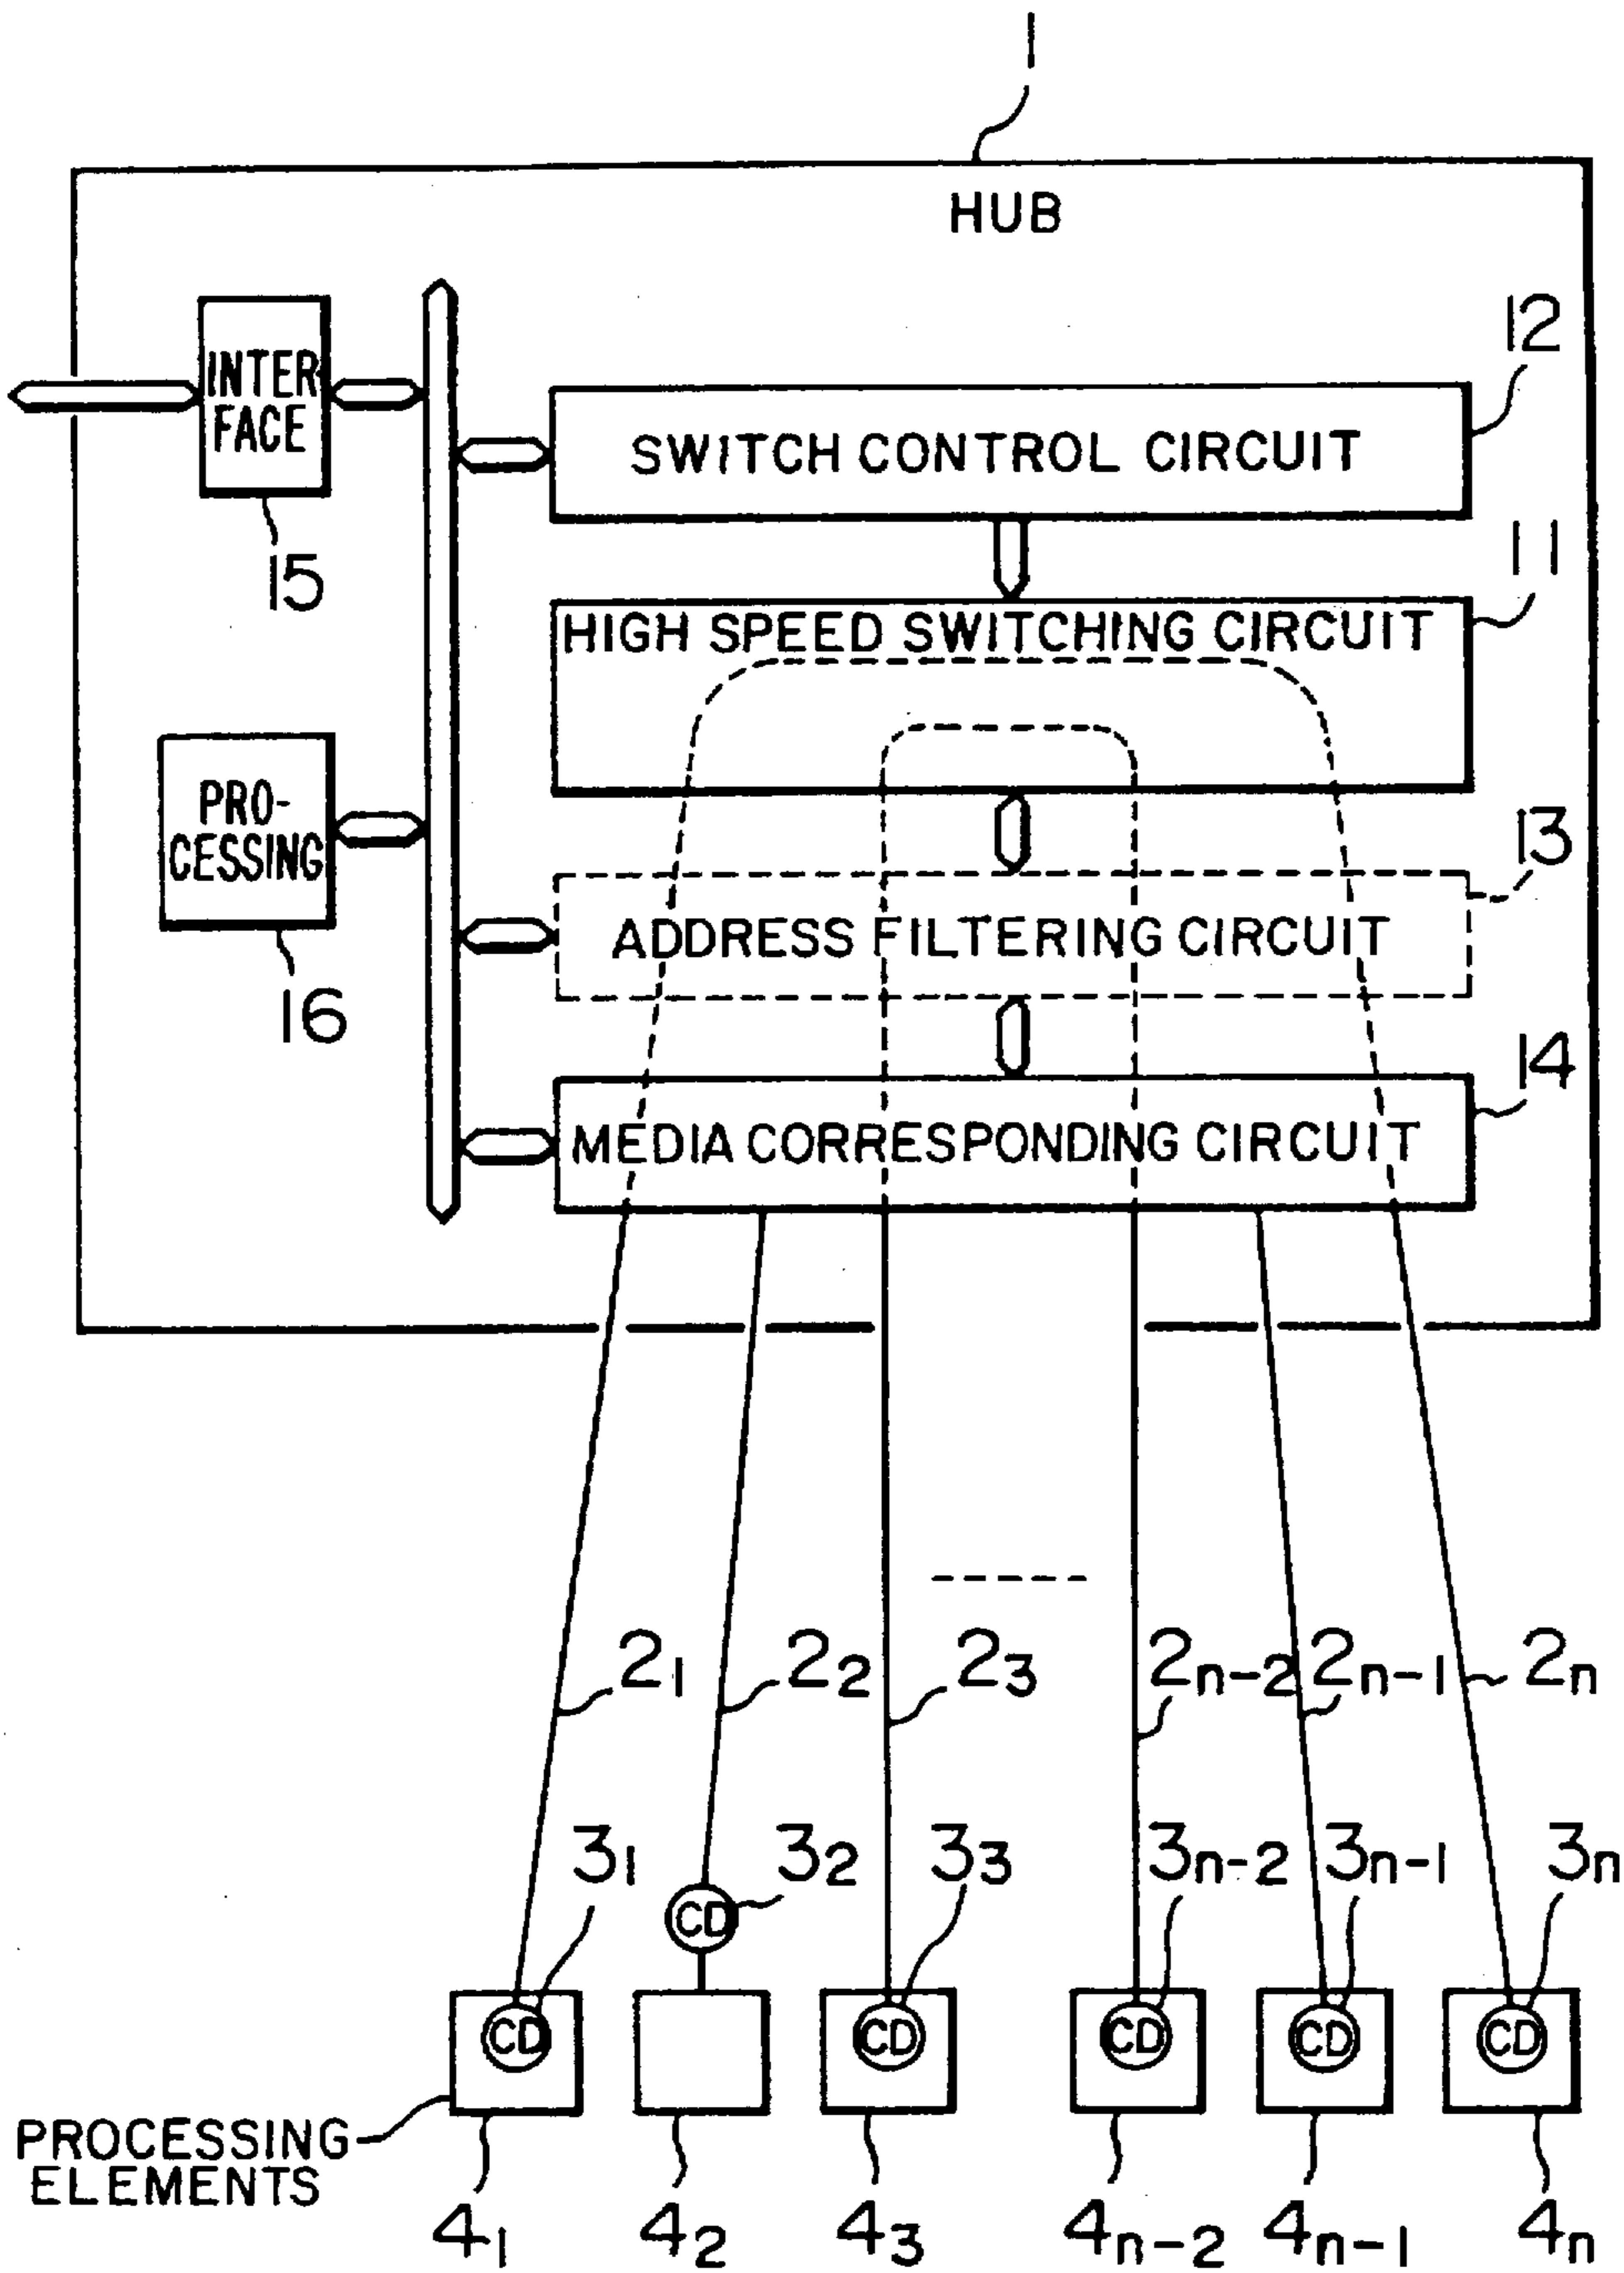 1
HUB
INTER
FACE
15
12
SWITCH CONTROL CIRCUIT
11
HIGH SPEED SWITCHING CIRCUIT
PRO-
CESSING
16
13
ADDRESS FILTERING CIRCUIT
14
MEDIA CORRESPONDING CIRCUIT
2₁ 2₂ 2₃ 2ₙ₋₂ 2ₙ₋₁ 2ₙ
3₁ 3₂ 3₃ 3ₙ₋₂ 3ₙ₋₁ 3ₙ
CD
CD CD CD CD CD
PROCESSING
ELEMENTS
4₁ 4₂ 4₃ 4ₙ₋₂ 4ₙ₋₁ 4ₙ